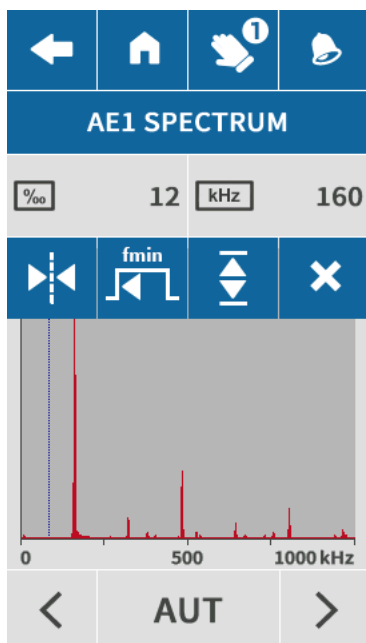 1
AE1 SPECTRUM
‰ 12 kHz 160
fmin
0 500 1000 kHz
AUT